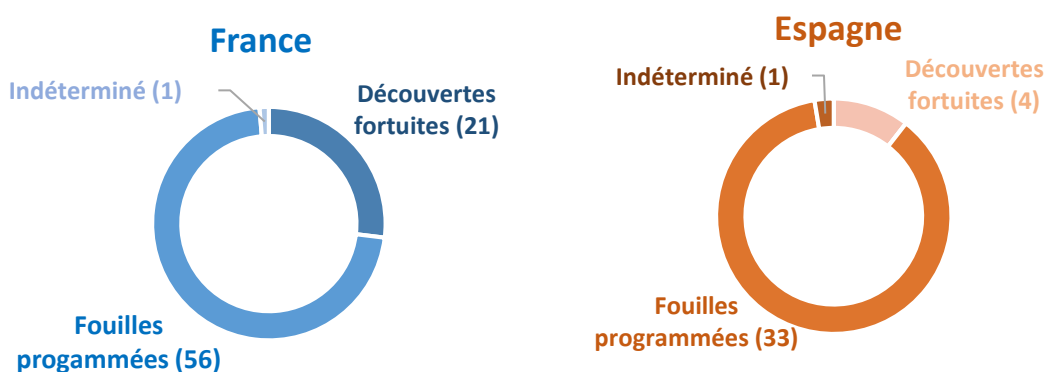 France
Indéterminé (1)
Découvertes
fortuites (21)
Fouilles
progammées (56)
Espagne
Indéterminé (1)
Découvertes
fortuites (4)
Fouilles
programmées (33)